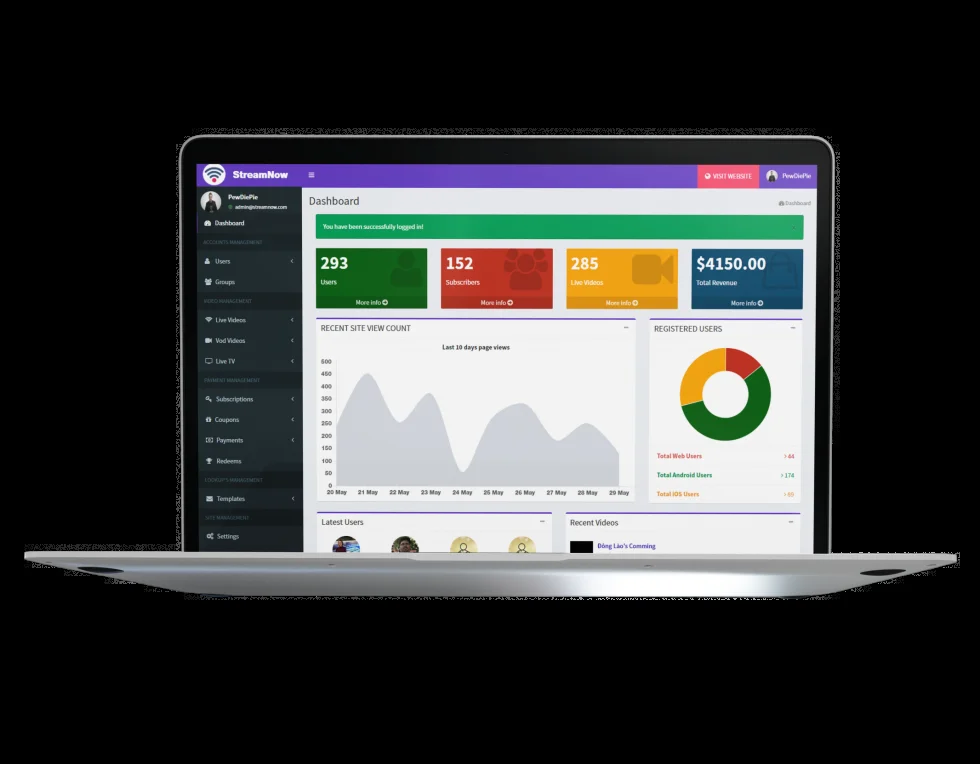 StreamNow
VISIT WEBSITE
PewDiePie
PewDiePie
admin@streamnow.com
Dashboard
ACCOUNTS MANAGEMENT
Users
Groups
VIDEO MANAGEMENT
Live Videos
Vod Videos
Live TV
PAYMENT MANAGEMENT
Subscriptions
Coupons
Payments
Redeems
Templates
SITE MANAGEMENT
Settings
Dashboard
Dashboard
You have been successfully logged in!
293
Users
More info
152
Subscribers
More info
285
Live Videos
More info
$4150.00
Total Revenue
More info
RECENT SITE VIEW COUNT
Last 10 days page views
500
450
400
350
300
250
200
150
100
50
0
20 May 21 May 22 May 23 May 24 May 25 May 26 May 27 May 28 May 29 May
REGISTERED USERS
Total Web Users 44
Total Android Users 174
Total iOS Users
Latest Users
Recent Videos
Đông Lào's Comming